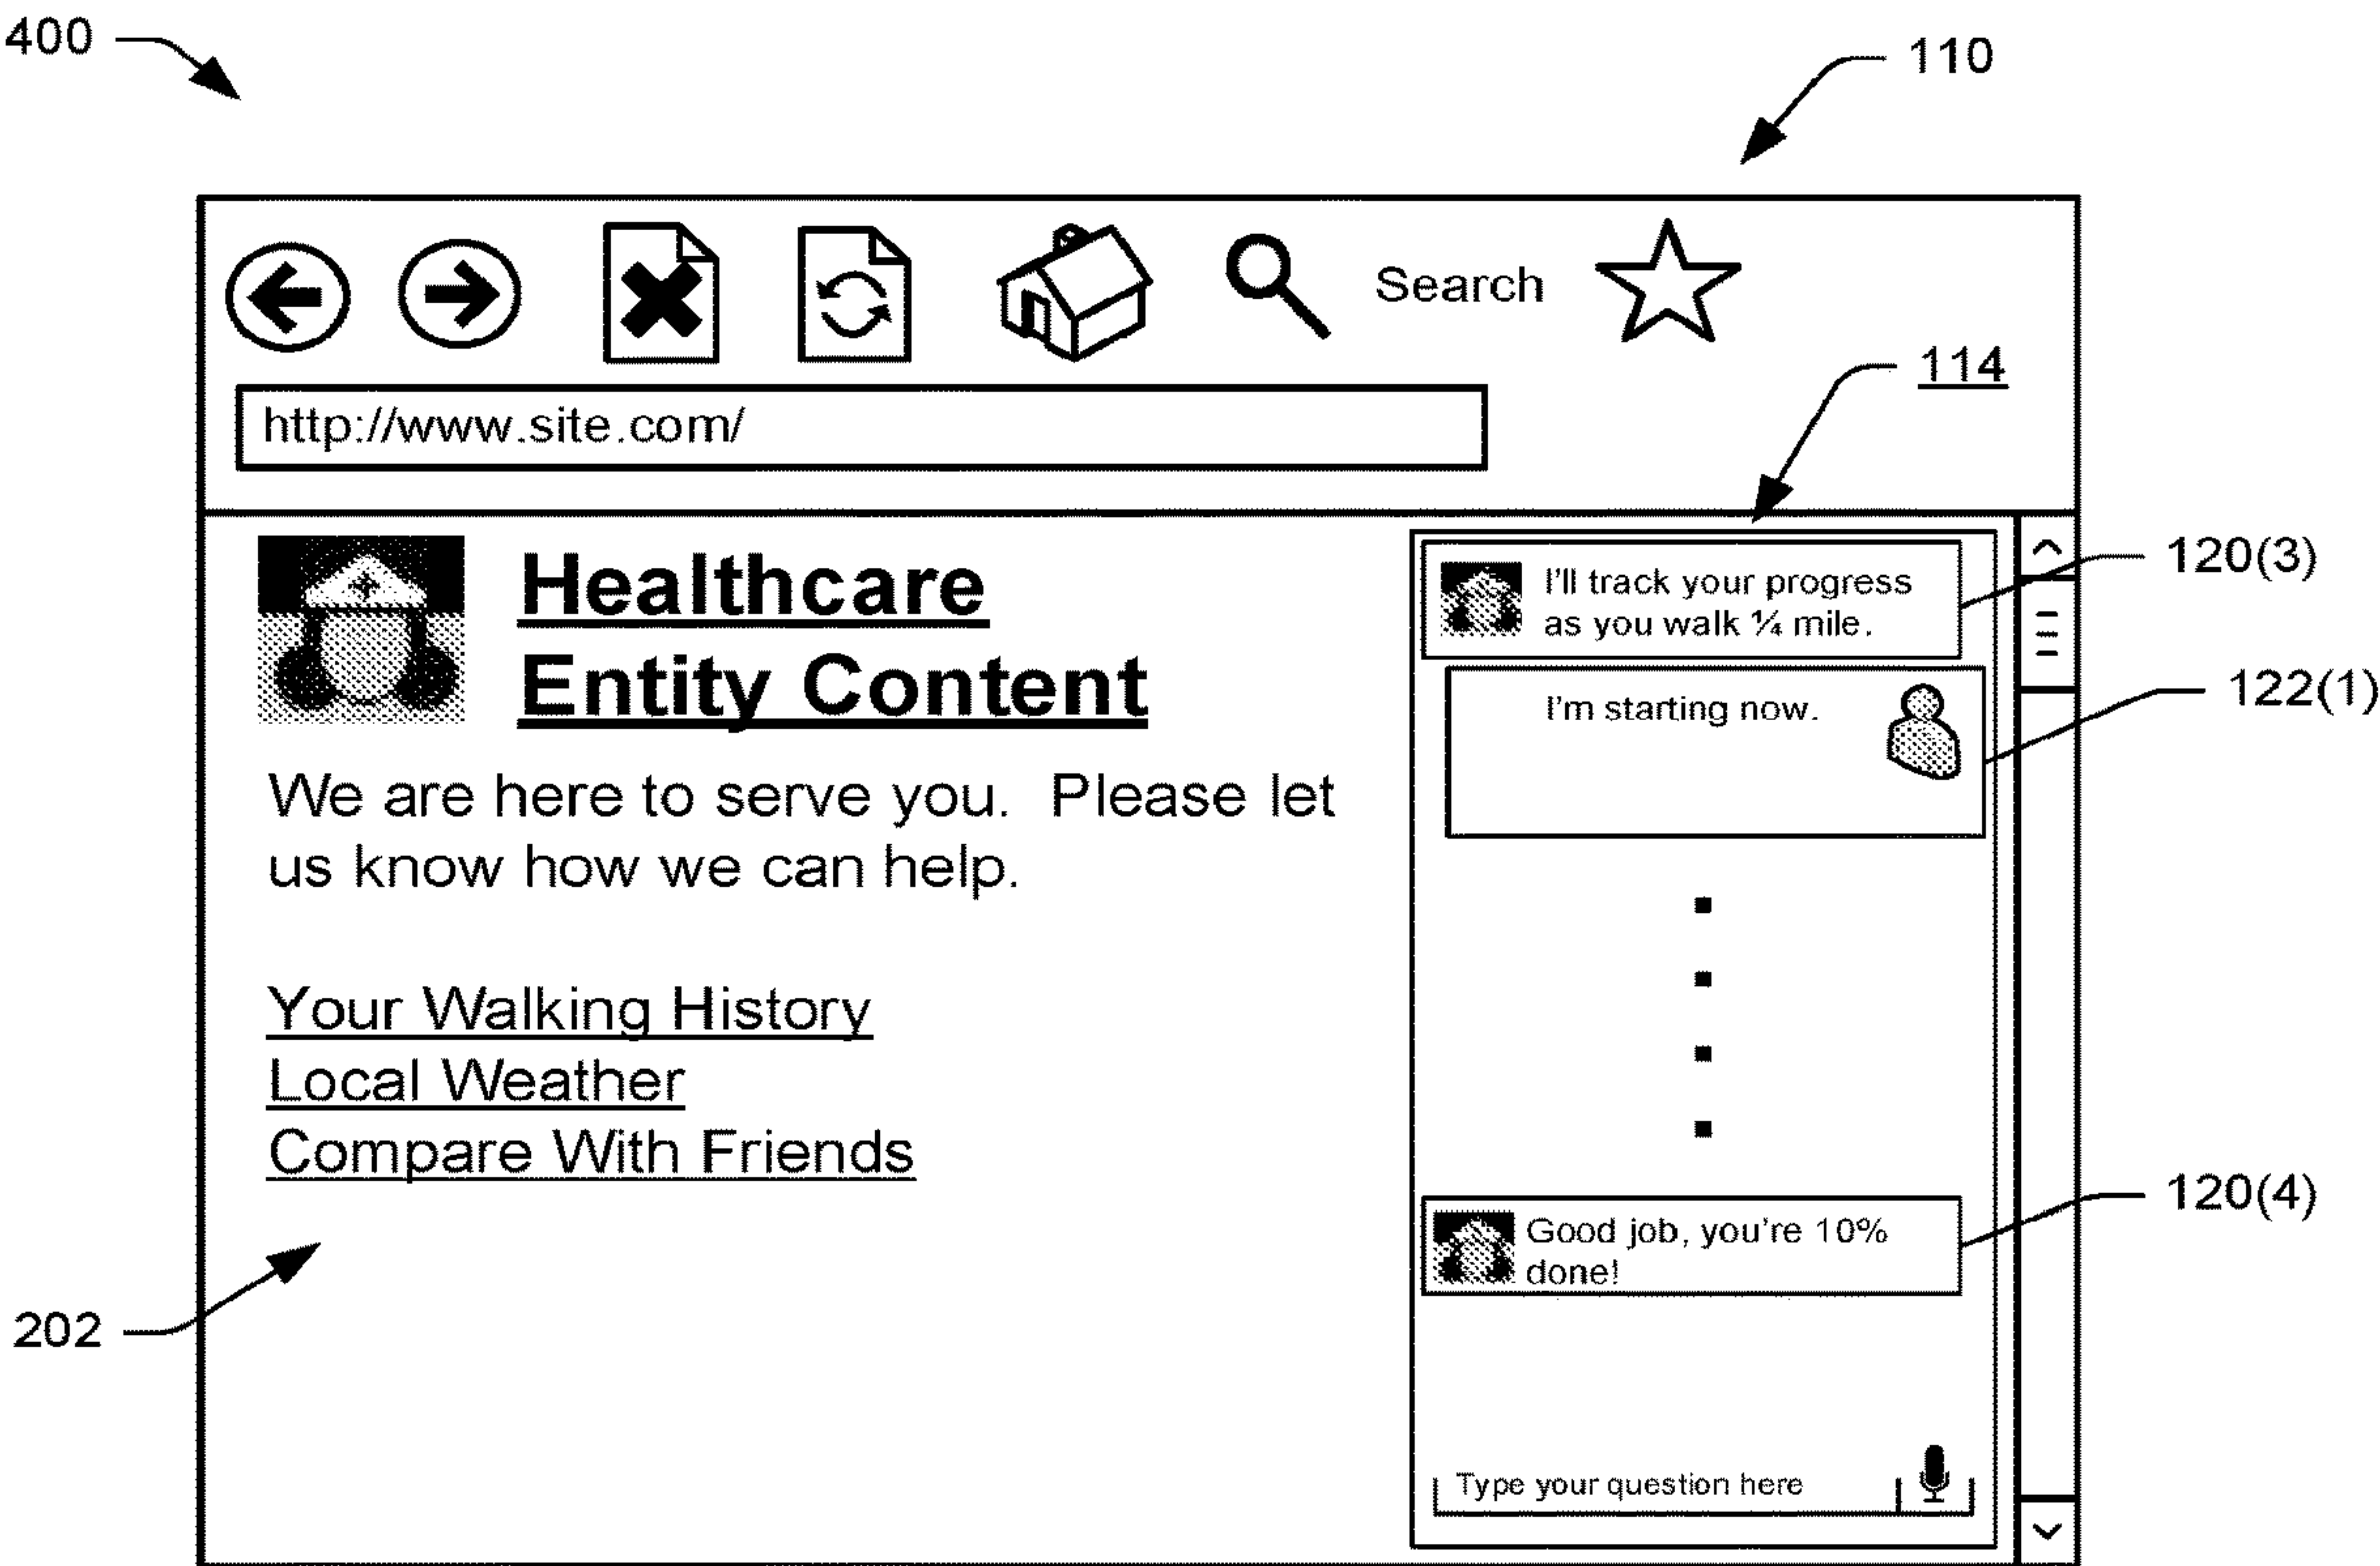 400
110
Search
114
http://www.site.com/
Healthcare
Entity Content
We are here to serve you. Please let
us know how we can help.
Your Walking History
Local Weather
Compare With Friends
202
I'll track your progress
as you walk ¼ mile.
120(3)
I'm starting now.
122(1)
Good job, you're 10%
done!
120(4)
Type your question here